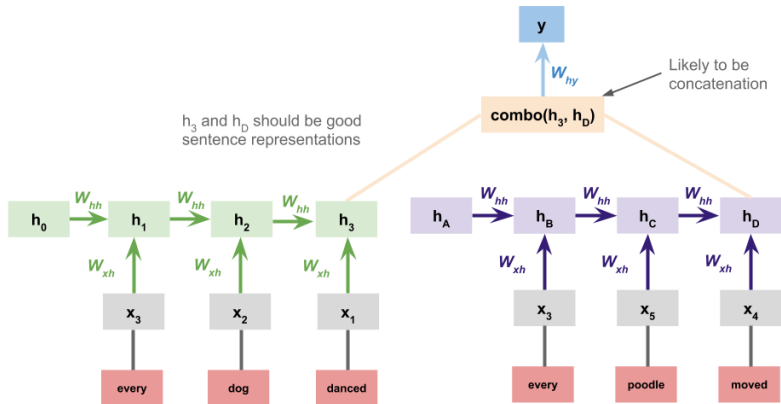 y
W_hy
Likely to be
concatenation
combo(h_3, h_D)
h_3 and h_D should be good
sentence representations
W_hh W_hh W_hh
h_0 h_1 h_2 h_3
W_xh W_xh W_xh
x_3 x_2 x_1
every dog danced
W_hh W_hh W_hh
h_A h_B h_C h_D
W_xh W_xh W_xh
x_3 x_5 x_4
every poodle moved